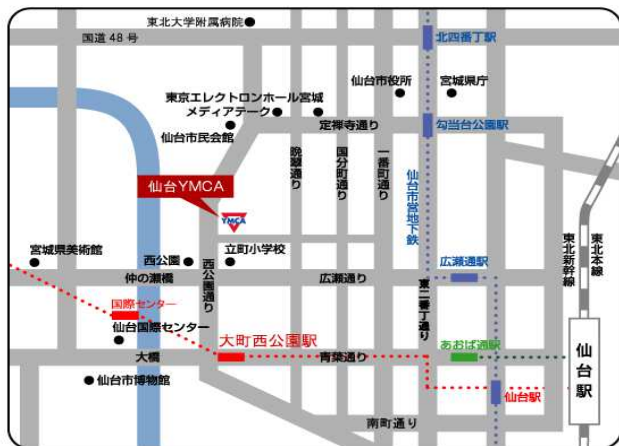 東北大学附属病院
国道48号
北四番丁駅
仙台市役所
宮城県庁
東京エレクトロンホール宮城
メディアテーク
仙台市民会館
定禅寺通り
勾当台公園駅
晩翠通り
国分町通り
一番町通り
仙台市営地下鉄
仙台YMCA
YMCA
宮城県美術館
西公園
立町小学校
西公園通り
東二番丁通り
広瀬通駅
東北新幹線
東北本線
仲の瀬橋
広瀬通り
国際センター
仙台国際センター
大町西公園駅
あおば通駅
大橋
青葉通り
仙台駅
仙台市博物館
仙台駅
南町通り